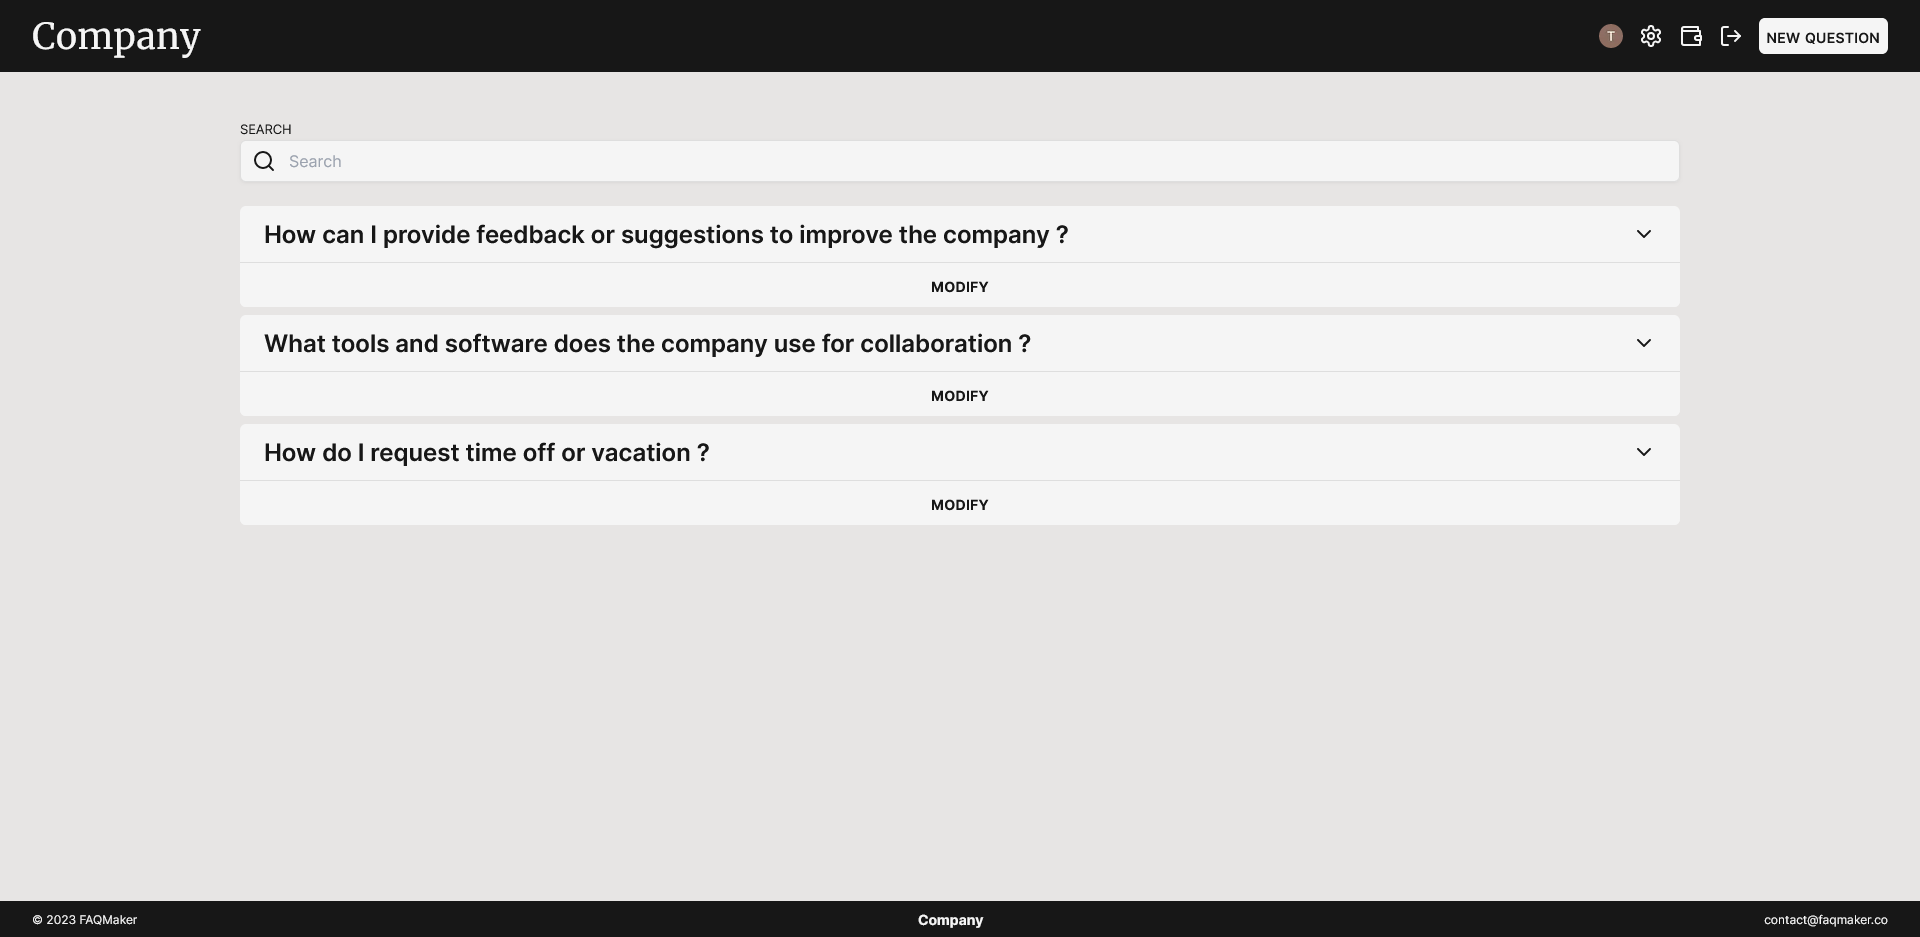 Company
T
NEW QUESTION
SEARCH
Search
How can I provide feedback or suggestions to improve the company ?
MODIFY
What tools and software does the company use for collaboration ?
MODIFY
How do I request time off or vacation ?
MODIFY
© 2023 FAQMaker
Company
contact@faqmaker.co